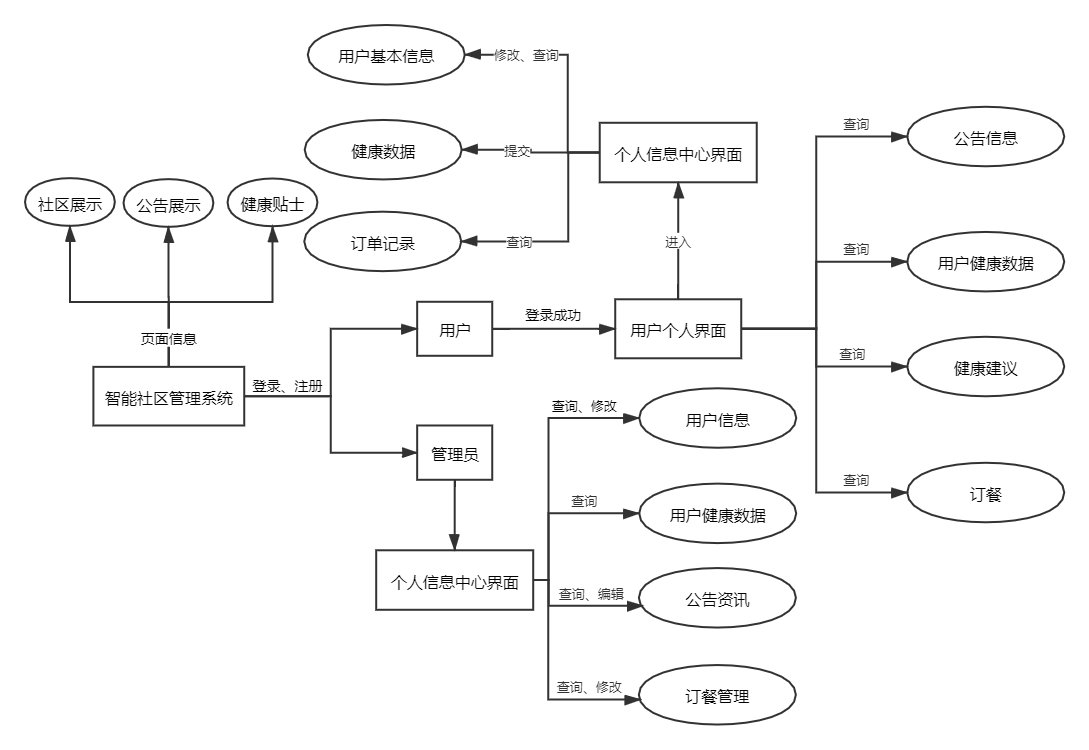 用户基本信息
修改、查询
健康数据
提交
个人信息中心界面
公告信息
查询
社区展示
公告展示
健康贴士
订单记录
查询
进入
查询
用户健康数据
页面信息
用户
登录成功
用户个人界面
查询
健康建议
智能社区管理系统
登录、注册
查询、修改
用户信息
管理员
查询
订餐
查询
用户健康数据
个人信息中心界面
查询、编辑
公告资讯
查询、修改
订餐管理